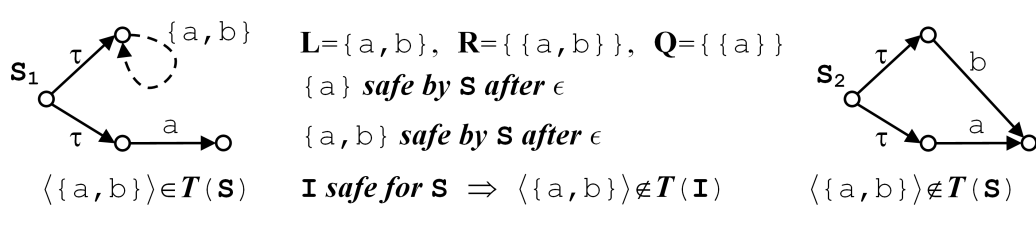 {a,b}
L={a,b}, R={{a,b}}, Q={{a}}
τ
b
S₁
{a} safe by S after ϵ
S₂
τ
τ
a
{a,b} safe by S after ϵ
τ
a
⟨{a,b}⟩∈T(S)
I safe for S ⇒ ⟨{a,b}⟩∉T(I)
⟨{a,b}⟩∉T(S)